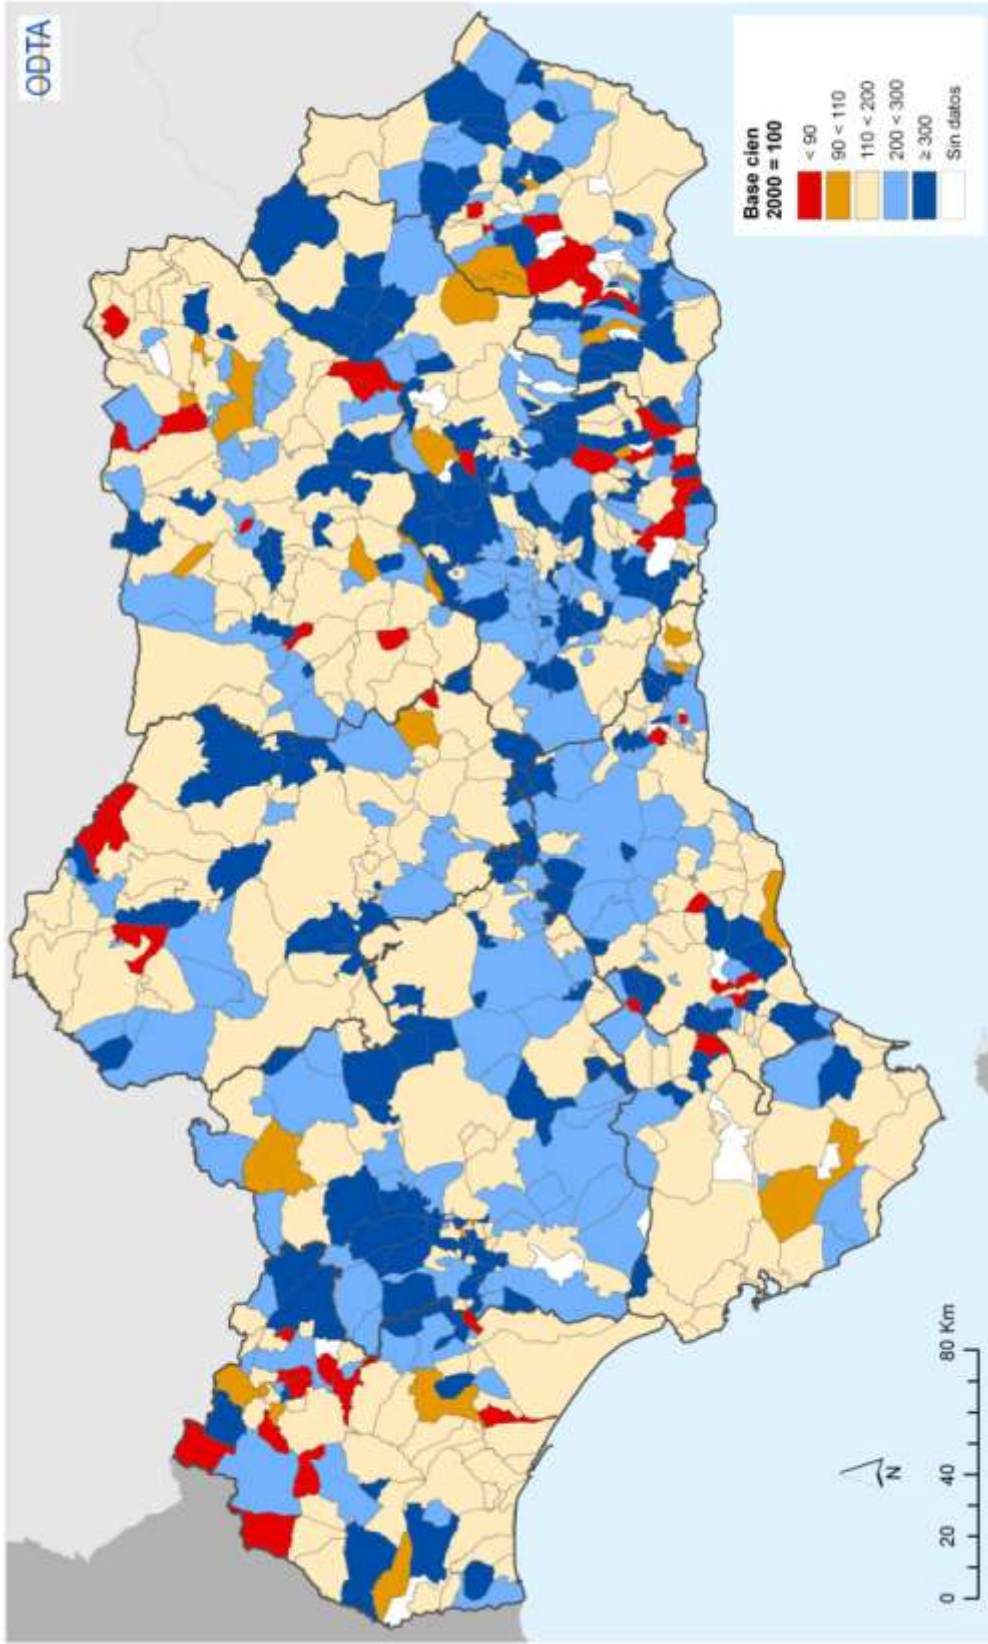 ODTA
Base cien
2000 = 100
< 90
90 < 110
110 < 200
200 < 300
≥ 300
Sin datos
N
0 20 40 80 Km